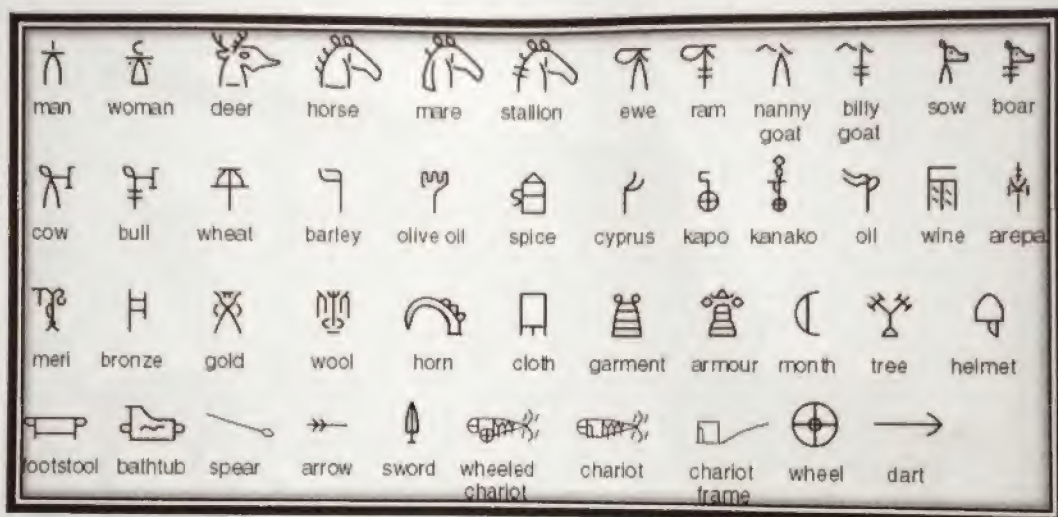 man woman deer horse mare stallion ewe ram nanny goat billy goat sow boar
cow bull wheat barley olive oil spice cyprus kapo kanako oil wine arepa
meri bronze gold wool horn cloth garment armour month tree helmet
footstool bathtub spear arrow sword wheeled chariot chariot chariot frame wheel dart